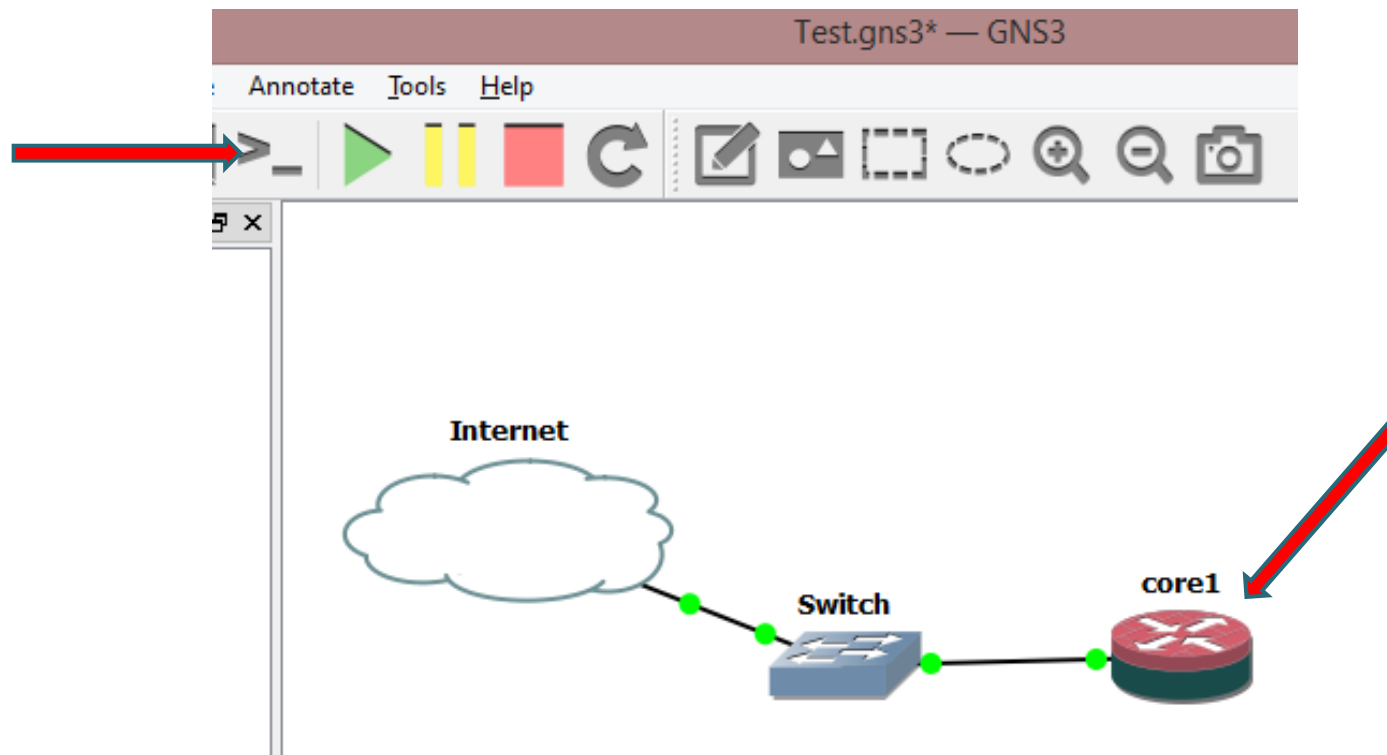 Test.gns3* — GNS3
Annotate Tools Help
>_
Internet
Switch
core1